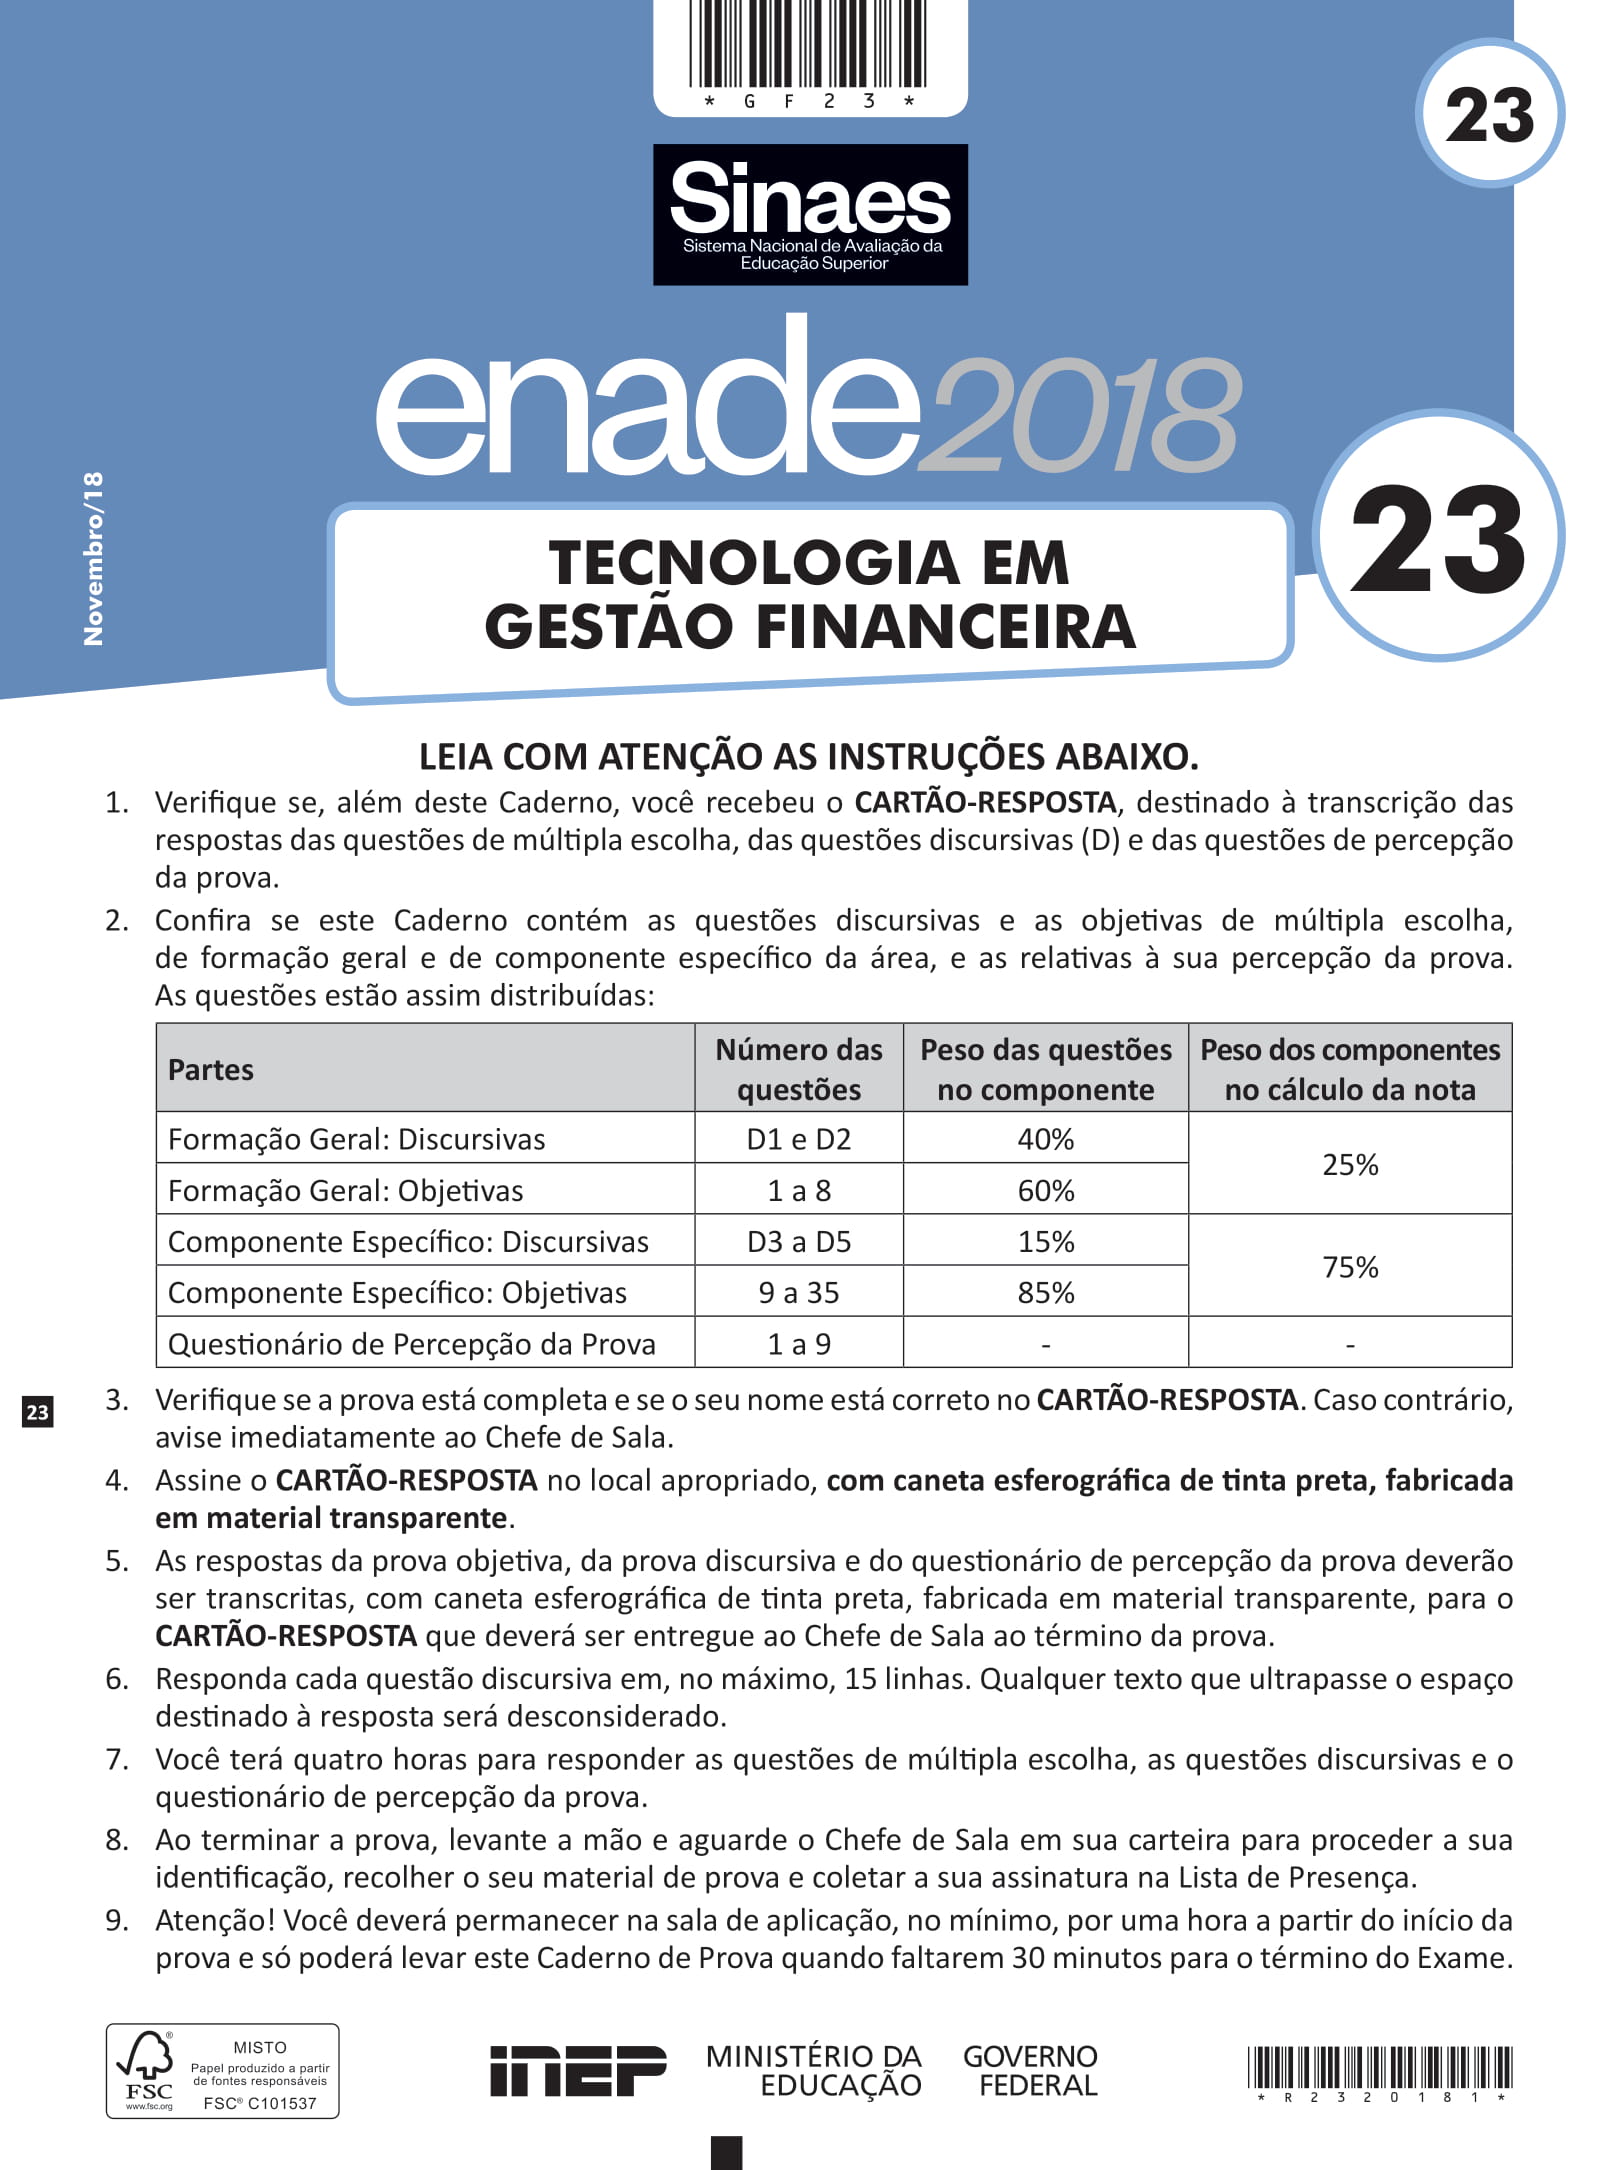 * G F 2 3 *
23
Sinaes
Sistema Nacional de Avaliação da
Educação Superior
enade2018
Novembro/18
23
TECNOLOGIA EM
GESTÃO FINANCEIRA
LEIA COM ATENÇÃO AS INSTRUÇÕES ABAIXO.
1. Verifique se, além deste Caderno, você recebeu o CARTÃO-RESPOSTA, destinado à transcrição das
respostas das questões de múltipla escolha, das questões discursivas (D) e das questões de percepção
da prova.
2. Confira se este Caderno contém as questões discursivas e as objetivas de múltipla escolha,
de formação geral e de componente específico da área, e as relativas à sua percepção da prova.
As questões estão assim distribuídas:
Partes Número das questões Peso das questões no componente Peso dos componentes no cálculo da nota
Formação Geral: Discursivas D1 e D2 40% 25%
Formação Geral: Objetivas 1 a 8 60%
Componente Específico: Discursivas D3 a D5 15% 75%
Componente Específico: Objetivas 9 a 35 85%
Questionário de Percepção da Prova 1 a 9 - -
23
3. Verifique se a prova está completa e se o seu nome está correto no CARTÃO-RESPOSTA. Caso contrário,
avise imediatamente ao Chefe de Sala.
4. Assine o CARTÃO-RESPOSTA no local apropriado, com caneta esferográfica de tinta preta, fabricada
em material transparente.
5. As respostas da prova objetiva, da prova discursiva e do questionário de percepção da prova deverão
ser transcritas, com caneta esferográfica de tinta preta, fabricada em material transparente, para o
CARTÃO-RESPOSTA que deverá ser entregue ao Chefe de Sala ao término da prova.
6. Responda cada questão discursiva em, no máximo, 15 linhas. Qualquer texto que ultrapasse o espaço
destinado à resposta será desconsiderado.
7. Você terá quatro horas para responder as questões de múltipla escolha, as questões discursivas e o
questionário de percepção da prova.
8. Ao terminar a prova, levante a mão e aguarde o Chefe de Sala em sua carteira para proceder a sua
identificação, recolher o seu material de prova e coletar a sua assinatura na Lista de Presença.
9. Atenção! Você deverá permanecer na sala de aplicação, no mínimo, por uma hora a partir do início da
prova e só poderá levar este Caderno de Prova quando faltarem 30 minutos para o término do Exame.
®
FSC
www.fsc.org
MISTO
Papel produzido a partir
de fontes responsáveis
FSC® C101537
INEP
MINISTÉRIO DA
EDUCAÇÃO
GOVERNO
FEDERAL
* R 2 3 2 0 1 8 1 *